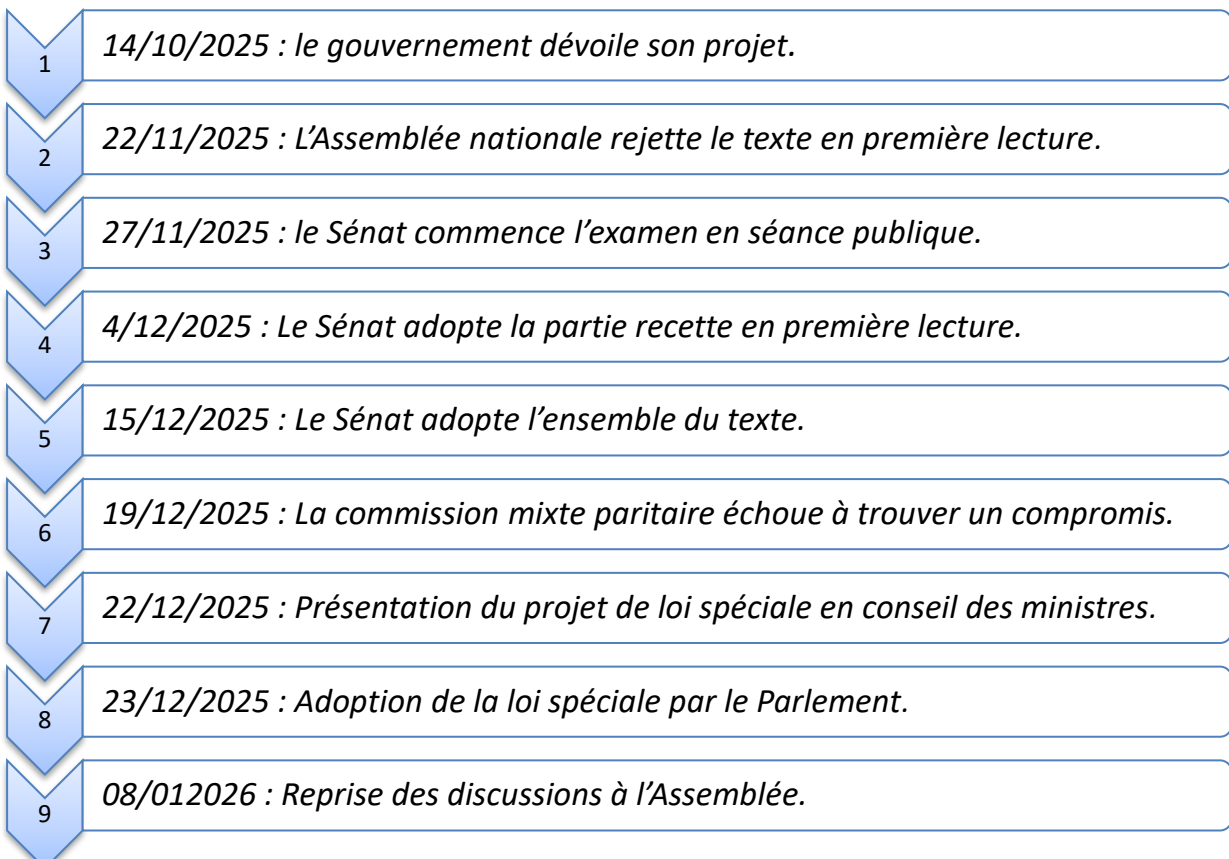 1
14/10/2025 : le gouvernement dévoile son projet.
2
22/11/2025 : L’Assemblée nationale rejette le texte en première lecture.
3
27/11/2025 : le Sénat commence l’examen en séance publique.
4
4/12/2025 : Le Sénat adopte la partie recette en première lecture.
5
15/12/2025 : Le Sénat adopte l’ensemble du texte.
6
19/12/2025 : La commission mixte paritaire échoue à trouver un compromis.
7
22/12/2025 : Présentation du projet de loi spéciale en conseil des ministres.
8
23/12/2025 : Adoption de la loi spéciale par le Parlement.
9
08/012026 : Reprise des discussions à l’Assemblée.